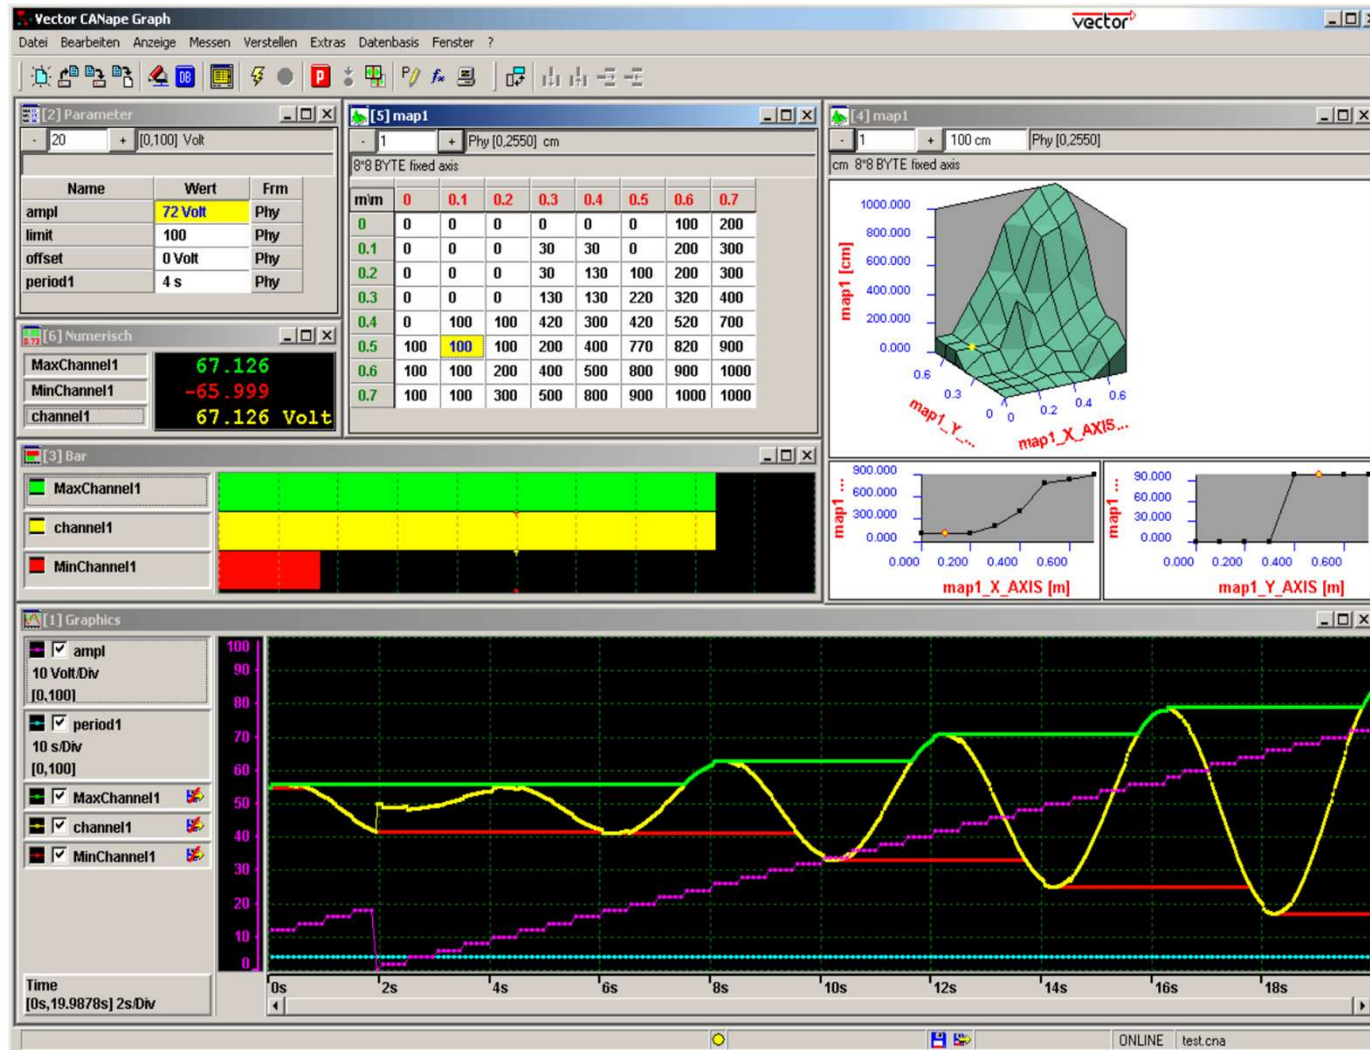 Vector CANape Graph
vector
Datei Bearbeiten Anzeige Messen Verstellen Extras Datenbasis Fenster ?
DB P P fx
[2] Parameter
- 20 + [0,100] Volt
Name Wert Frm
ampl 72 Volt Phy
limit 100 Phy
offset 0 Volt Phy
period1 4 s Phy
[6] Numerisch
MaxChannel1 67.126
MinChannel1 -65.999
channel1 67.126 Volt
[5] map1
- 1 + Phy [0,2550] cm
8*8 BYTE fixed axis
m\m 0 0.1 0.2 0.3 0.4 0.5 0.6 0.7
0 0 0 0 0 0 0 100 200
0.1 0 0 0 30 30 0 200 300
0.2 0 0 0 30 130 100 200 300
0.3 0 0 0 130 130 220 320 400
0.4 0 100 100 420 300 420 520 700
0.5 100 100 100 200 400 770 820 900
0.6 100 100 200 400 500 800 900 1000
0.7 100 100 300 500 800 900 1000 1000
[4] map1
- 1 + 100 cm Phy [0,2550]
cm 8*8 BYTE fixed axis
map1 [cm]
1000.000
800.000
600.000
400.000
200.000
0.000
0.6 0.3 0
0 0.2 0.4 0.6
map1_Y_...
map1_X_AXIS...
map1 ...
900.000
600.000
300.000
0.000
0.000 0.200 0.400 0.600
map1_X_AXIS [m]
map1 ...
90.000
60.000
30.000
0.000
0.000 0.200 0.400 0.600
map1_Y_AXIS [m]
[3] Bar
MaxChannel1
channel1
MinChannel1
[1] Graphics
ampl
10 Volt/Div
[0,100]
period1
10 s/Div
[0,100]
MaxChannel1
channel1
MinChannel1
100
90
80
70
60
50
40
30
20
10
0
Time
[0s,19.9878s] 2s/Div
0s 2s 4s 6s 8s 10s 12s 14s 16s 18s
ONLINE test.cna